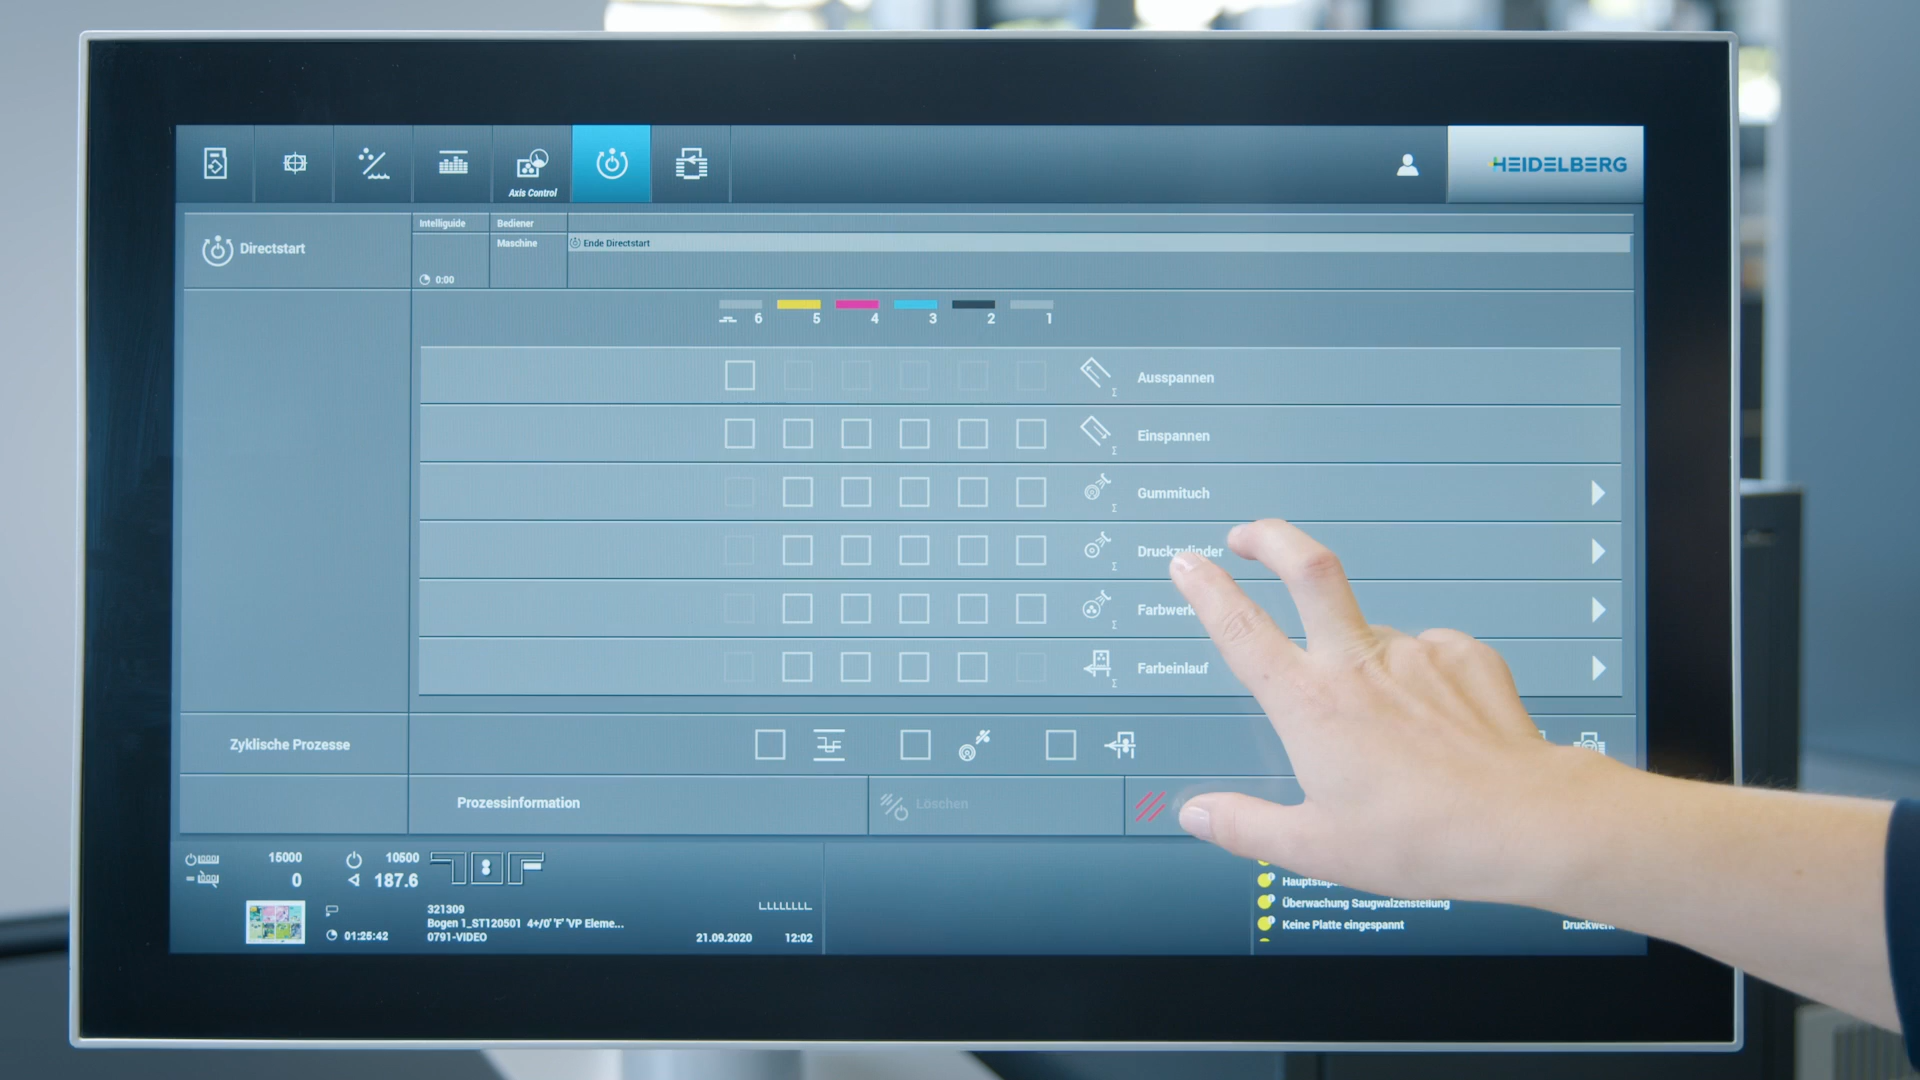 Axis Control
HEIDELBERG
Directstart
Intelliguide
Bediener
Maschine
Ende Directstart
0:00
6 5 4 3 2 1
Ausspannen
Einspannen
Gummituch
Druckzylinder
Farbwerk
Farbeinlauf
Zyklische Prozesse
Prozessinformation
Löschen
15000
10500
0
187.6
321309
Bogen 1_ST120501 4+/0'F'VP Eleme...
01:25:42
0791-VIDEO
21.09.2020
12:02
Überwachung Saugwalzenstellung
Keine Platte eingespannt